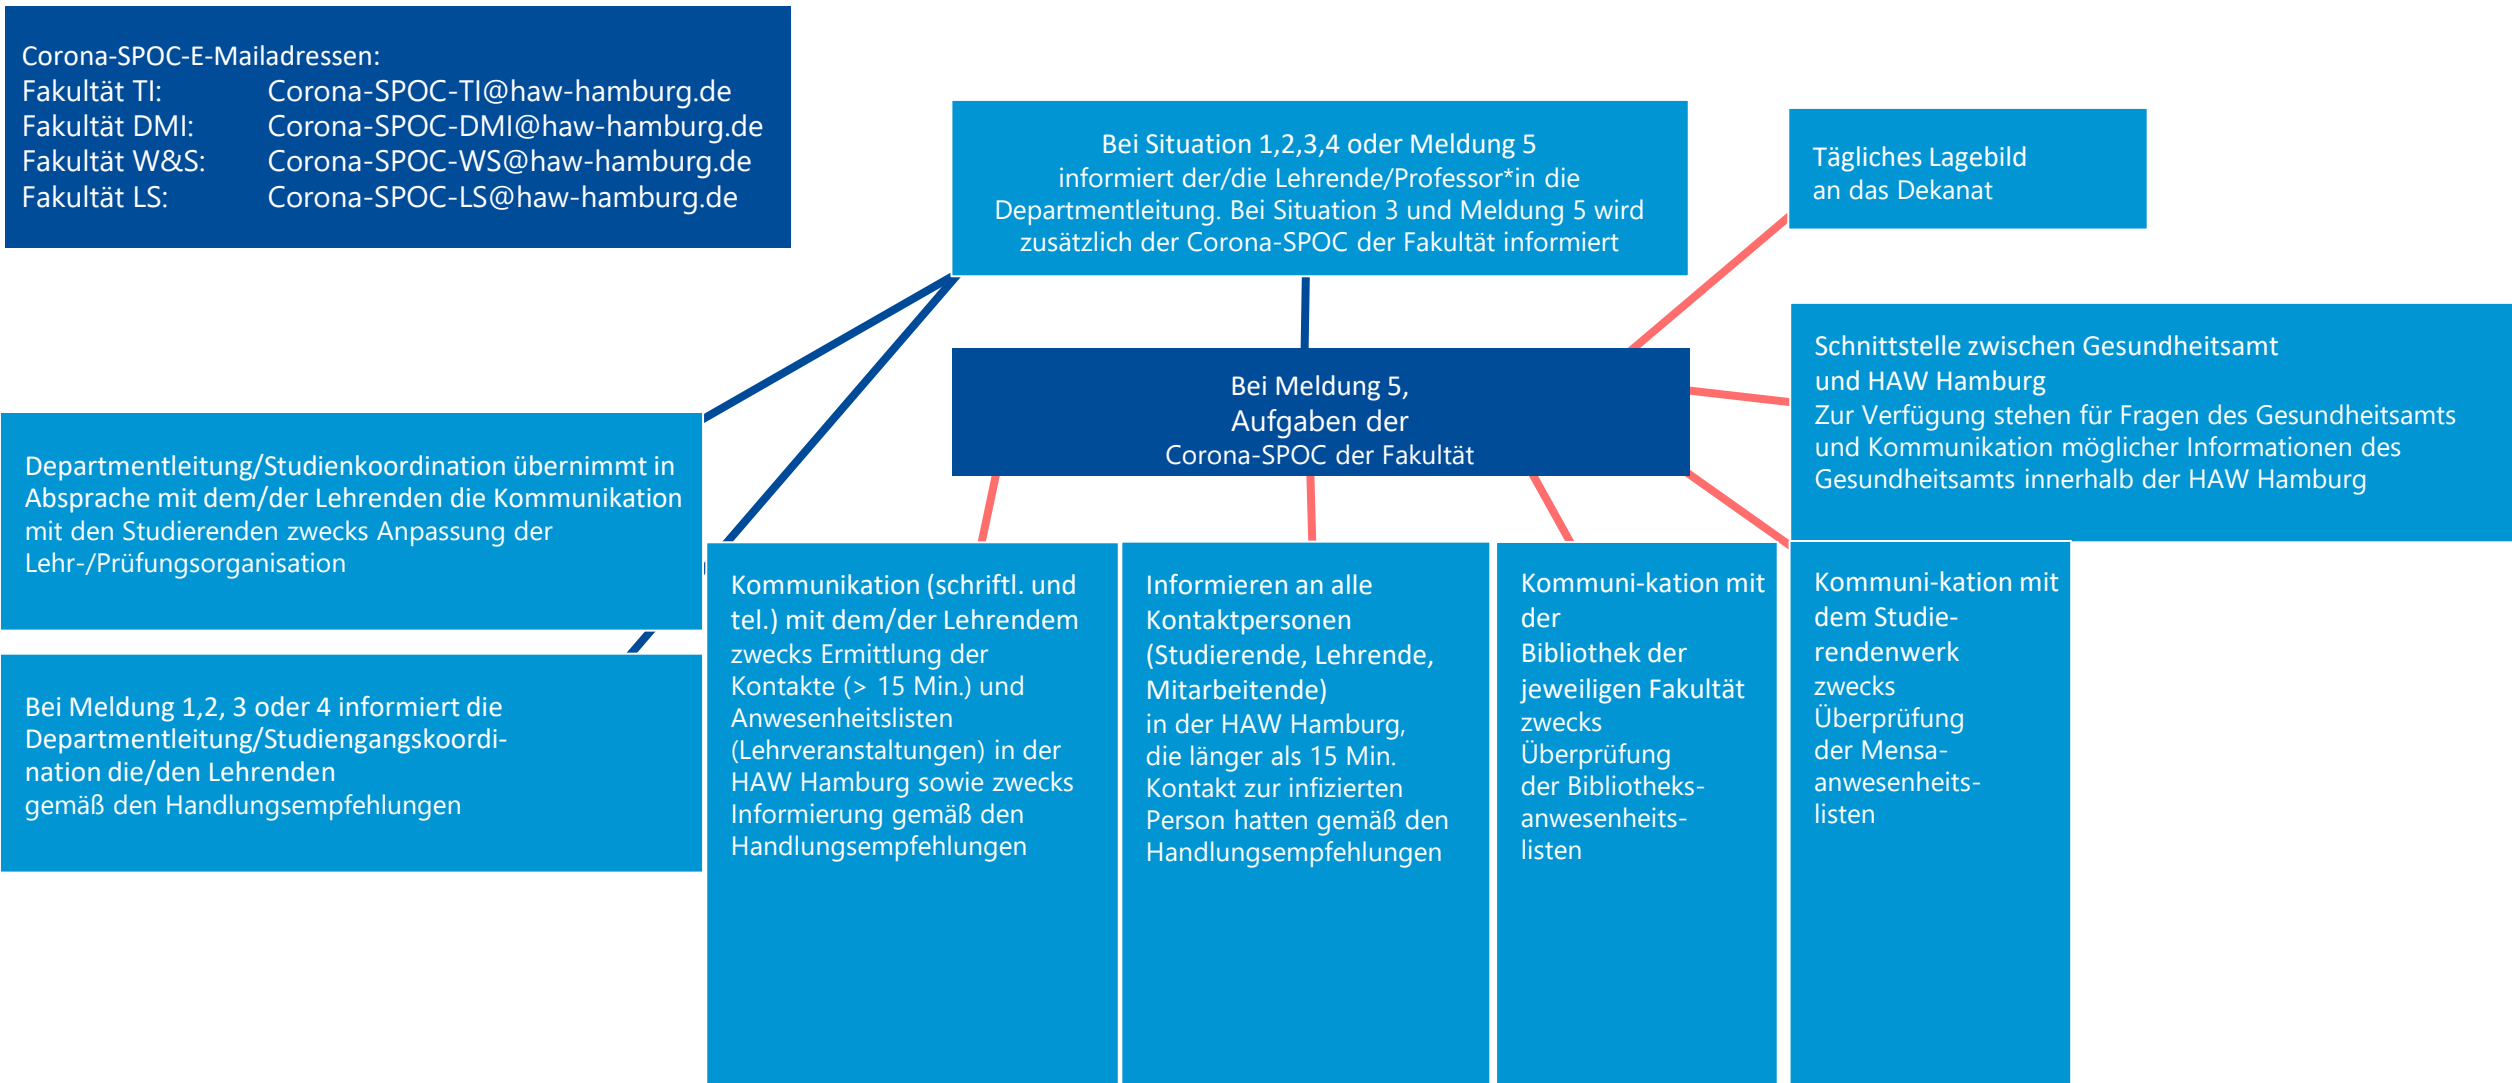 Corona-SPOC-E-Mailadressen:
Fakultät TI: Corona-SPOC-TI@haw-hamburg.de
Fakultät DMI: Corona-SPOC-DMI@haw-hamburg.de
Fakultät W&S: Corona-SPOC-WS@haw-hamburg.de
Fakultät LS: Corona-SPOC-LS@haw-hamburg.de
Bei Situation 1,2,3,4 oder Meldung 5
informiert der/die Lehrende/Professor*in die
Departmentleitung. Bei Situation 3 und Meldung 5 wird
zusätzlich der Corona-SPOC der Fakultät informiert
Tägliches Lagebild
an das Dekanat
Bei Meldung 5,
Aufgaben der
Corona-SPOC der Fakultät
Schnittstelle zwischen Gesundheitsamt
und HAW Hamburg
Zur Verfügung stehen für Fragen des Gesundheitsamts
und Kommunikation möglicher Informationen des
Gesundheitsamts innerhalb der HAW Hamburg
Departmentleitung/Studienkoordination übernimmt in
Absprache mit dem/der Lehrenden die Kommunikation
mit den Studierenden zwecks Anpassung der
Lehr-/Prüfungsorganisation
Bei Meldung 1,2, 3 oder 4 informiert die
Departmentleitung/Studiengangskoordi-
nation die/den Lehrenden
gemäß den Handlungsempfehlungen
Kommunikation (schriftl. und
tel.) mit dem/der Lehrendem
zwecks Ermittlung der
Kontakte (> 15 Min.) und
Anwesenheitslisten
(Lehrveranstaltungen) in der
HAW Hamburg sowie zwecks
Informierung gemäß den
Handlungsempfehlungen
Informieren an alle
Kontaktpersonen
(Studierende, Lehrende,
Mitarbeitende)
in der HAW Hamburg,
die länger als 15 Min.
Kontakt zur infizierten
Person hatten gemäß den
Handlungsempfehlungen
Kommuni-kation mit
der
Bibliothek der
jeweiligen Fakultät
zwecks
Überprüfung
der Bibliotheks-
anwesenheits-
listen
Kommuni-kation mit
dem Studie-
rendenwerk
zwecks
Überprüfung
der Mensa-
anwesenheits-
listen